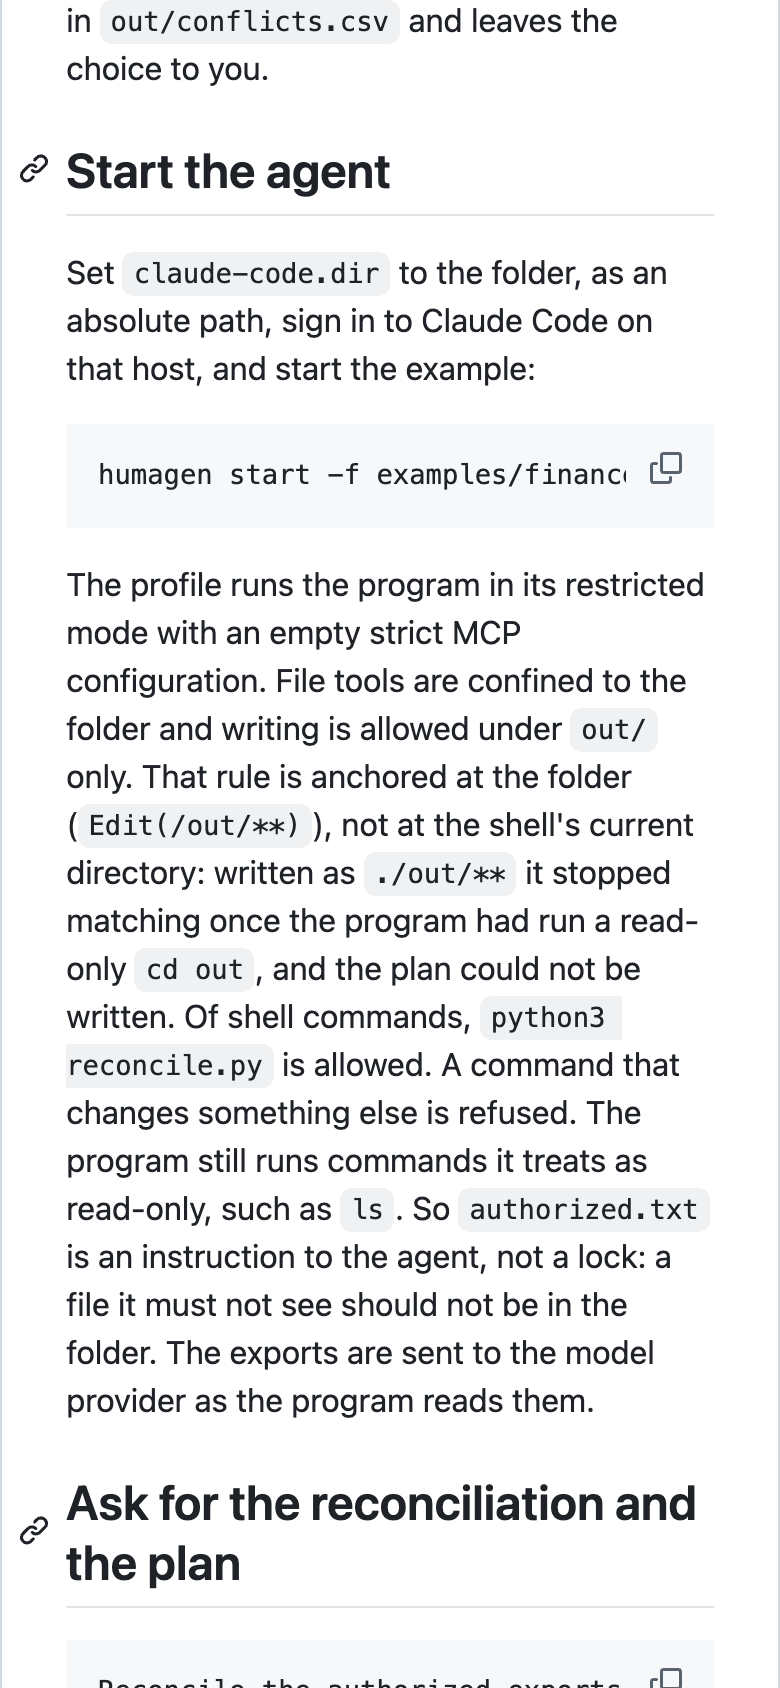 in out/conflicts.csv and leaves the
choice to you.
Start the agent
Set claude-code.dir to the folder, as an
absolute path, sign in to Claude Code on
that host, and start the example:
humagen start -f examples/financ
The profile runs the program in its restricted
mode with an empty strict MCP
configuration. File tools are confined to the
folder and writing is allowed under out/
only. That rule is anchored at the folder
(Edit(/out/**)), not at the shell's current
directory: written as ./out/** it stopped
matching once the program had run a read-
only cd out, and the plan could not be
written. Of shell commands, python3
reconcile.py is allowed. A command that
changes something else is refused. The
program still runs commands it treats as
read-only, such as ls. So authorized.txt
is an instruction to the agent, not a lock: a
file it must not see should not be in the
folder. The exports are sent to the model
provider as the program reads them.
Ask for the reconciliation and
the plan
Reconcile the authorized exports